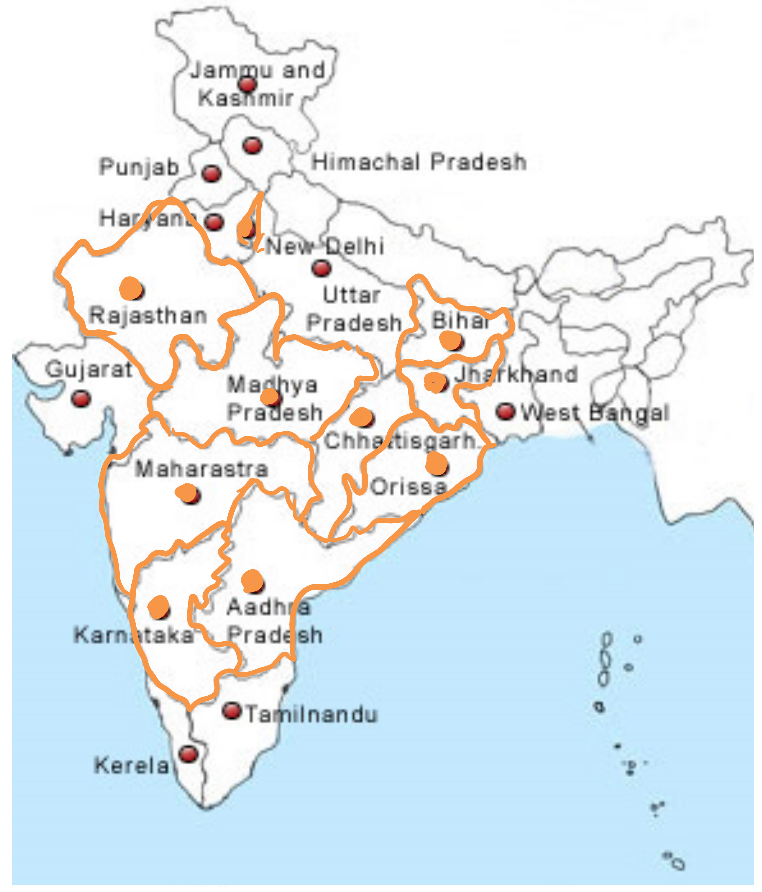 Jammu and
Kashmir
Himachal Pradesh
Punjab
Haryana
New Delhi
Uttar
Pradesh
Rajasthan
Bihar
Gujarat
Madhya
Pradesh
Jharkhand
West Bangal
Chhattisgarh
Maharastra
Orissa
Aadhra
Pradesh
Karnataka
Tamilnandu
Kerela